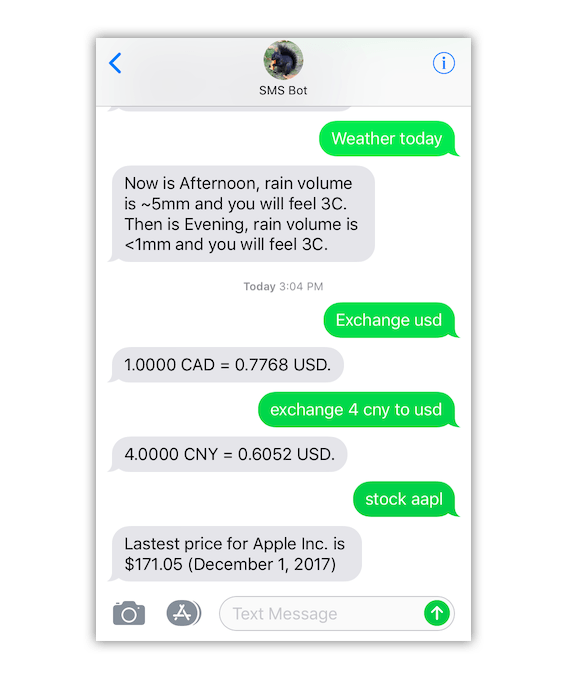 SMS Bot
Weather today
Now is Afternoon, rain volume
is ~5mm and you will feel 3C.
Then is Evening, rain volume is
<1mm and you will feel 3C.
Today 3:04 PM
Exchange usd
1.0000 CAD = 0.7768 USD.
exchange 4 cny to usd
4.0000 CNY = 0.6052 USD.
stock aapl
Lastest price for Apple Inc. is
$171.05 (December 1, 2017)
Text Message